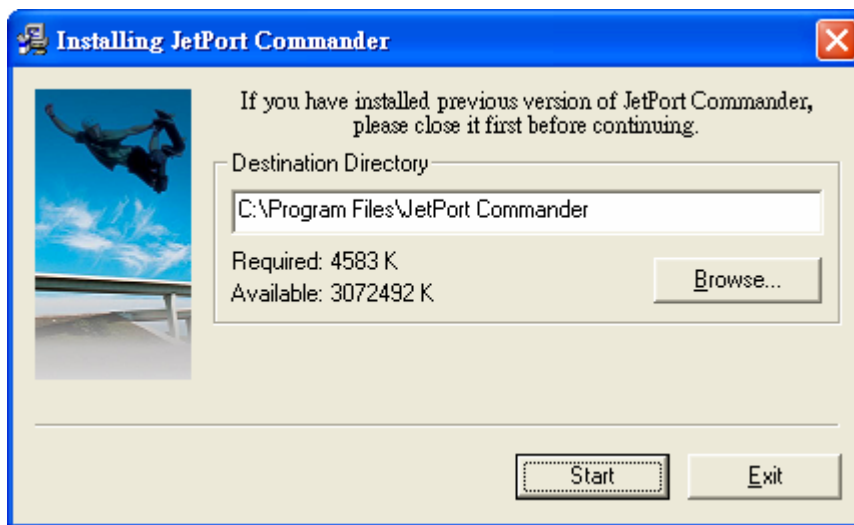 Installing JetPort Commander
If you have installed previous version of JetPort Commander,
please close it first before continuing.
Destination Directory
C:\Program Files\JetPort Commander
Required: 4583 K
Available: 3072492 K
Browse...
Start
Exit